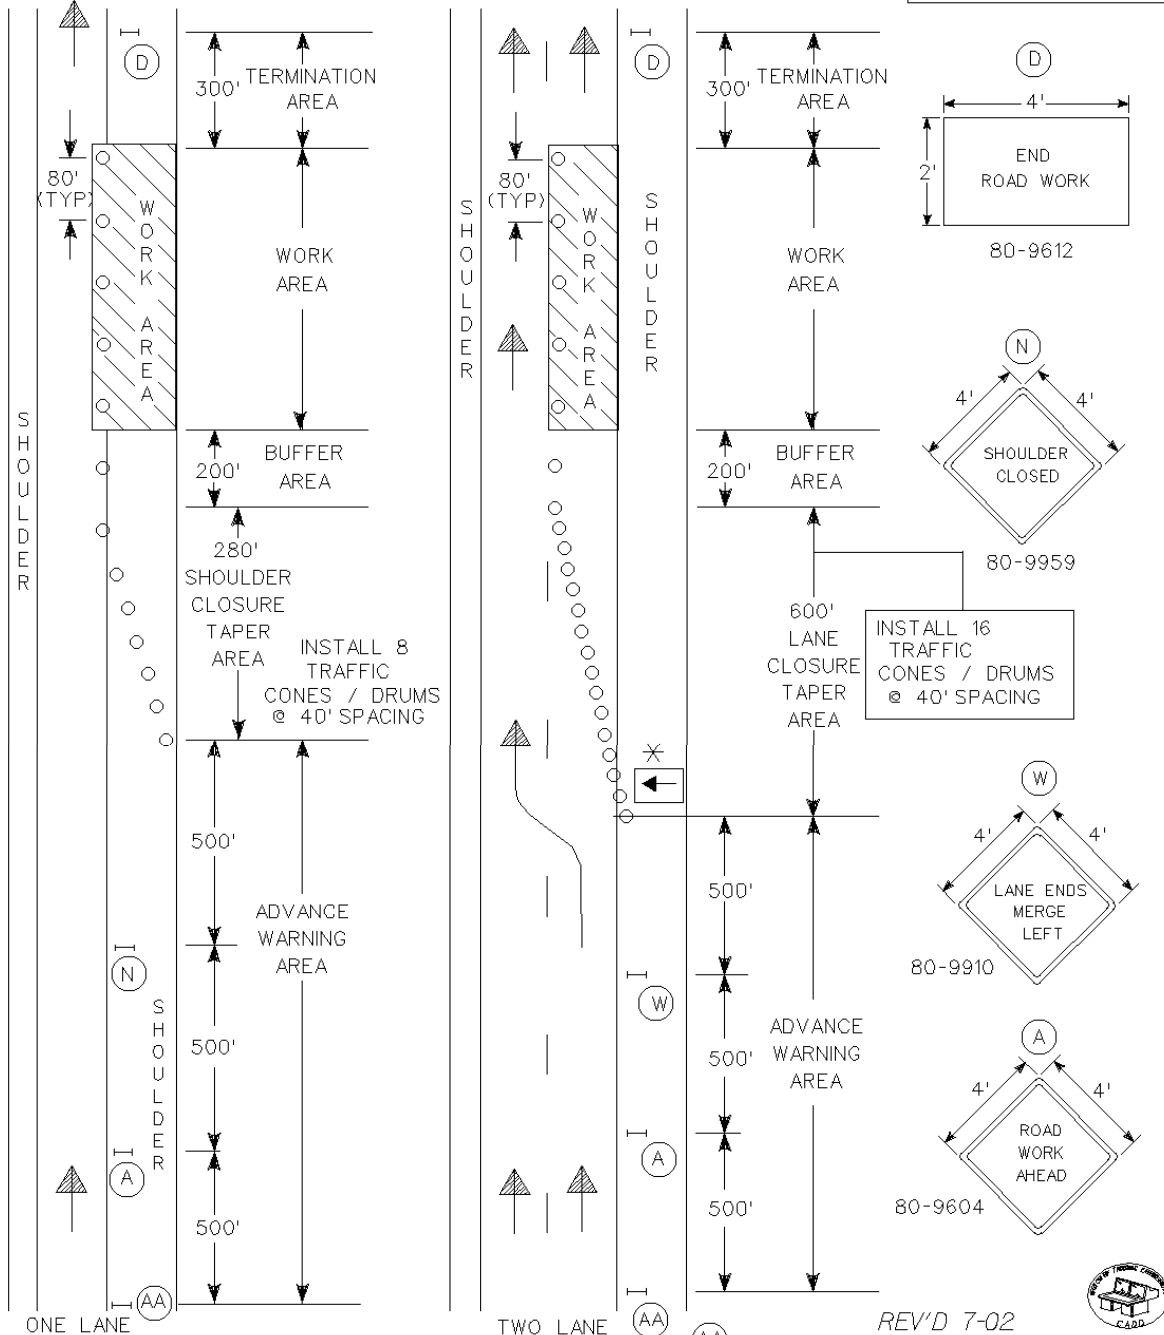 D
300'
TERMINATION
AREA
80'
(TYP)
WORK AREA
WORK
AREA
SHOULDER
200'
BUFFER
AREA
280'
SHOULDER
CLOSURE
TAPER
AREA
INSTALL 8
TRAFFIC
CONES / DRUMS
@ 40' SPACING
500'
ADVANCE
WARNING
AREA
N
500'
SHOULDER
A
500'
AA
ONE LANE
D
300'
TERMINATION
AREA
80'
(TYP)
SHOULDER
WORK AREA
SHOULDER
WORK
AREA
200'
BUFFER
AREA
600'
LANE
CLOSURE
TAPER
AREA
INSTALL 16
TRAFFIC
CONES / DRUMS
@ 40' SPACING
500'
W
500'
ADVANCE
WARNING
AREA
A
500'
AA
TWO LANE
AA
D
4'
2'
END
ROAD WORK
80-9612
N
4'
4'
SHOULDER
CLOSED
80-9959
W
4'
4'
LANE ENDS
MERGE
LEFT
80-9910
A
4'
4'
ROAD
WORK
AHEAD
80-9604
REV'D 7-02
CADD